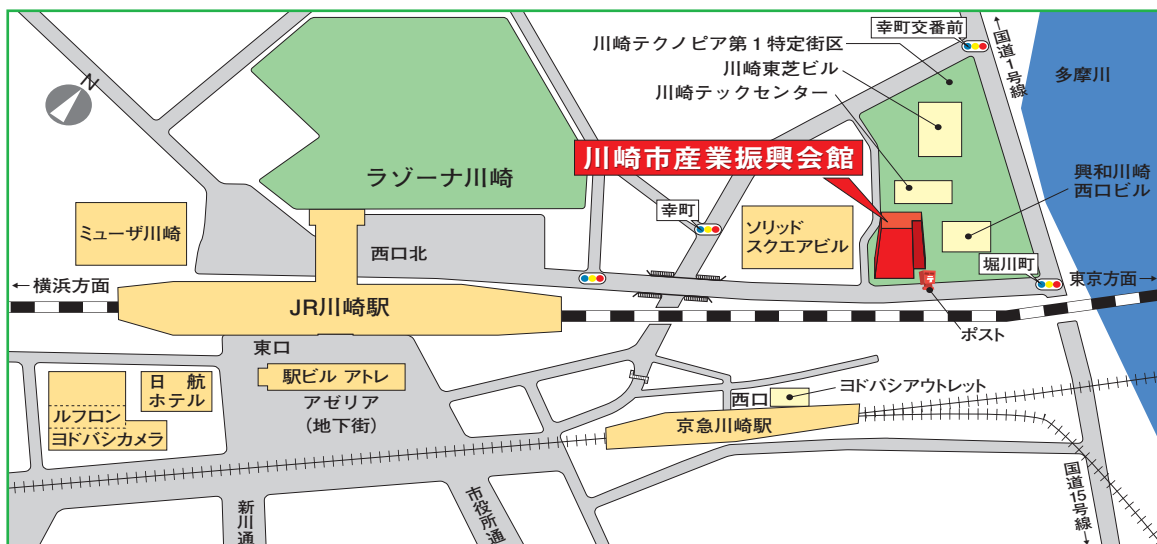 川崎テクノピア第1特定街区
川崎東芝ビル
川崎テックセンター
幸町交番前
←国道1号線
多摩川
N
川崎市産業振興会館
ラゾーナ川崎
興和川崎
西口ビル
ミューザ川崎
幸町
ソリッド
スクエアビル
西口北
堀川町
←横浜方面
東京方面→
JR川崎駅
ポスト
東口
駅ビル アトレ
日航
ホテル
アゼリア
(地下街)
ルフロン
ヨドバシカメラ
西口
ヨドバシアウトレット
京急川崎駅
新川通
市役所通
国道15号線→